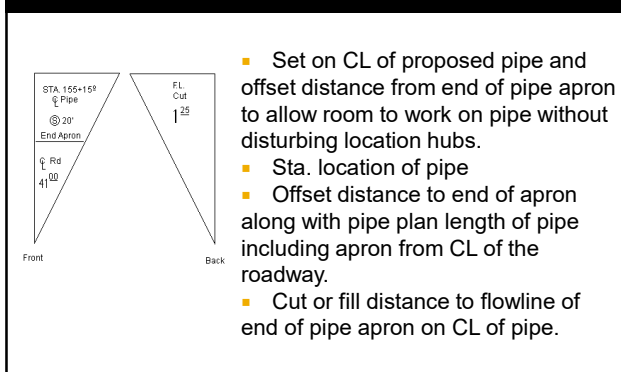 STA. 155+15⁹
℄ Pipe
Ⓢ 20'
End Apron
℄ Rd
41⁰⁰
Front
F.L.
Cut
1²⁵
Back
▪ Set on CL of proposed pipe and
offset distance from end of pipe apron
to allow room to work on pipe without
disturbing location hubs.
▪ Sta. location of pipe
▪ Offset distance to end of apron
along with pipe plan length of pipe
including apron from CL of the
roadway.
▪ Cut or fill distance to flowline of
end of pipe apron on CL of pipe.